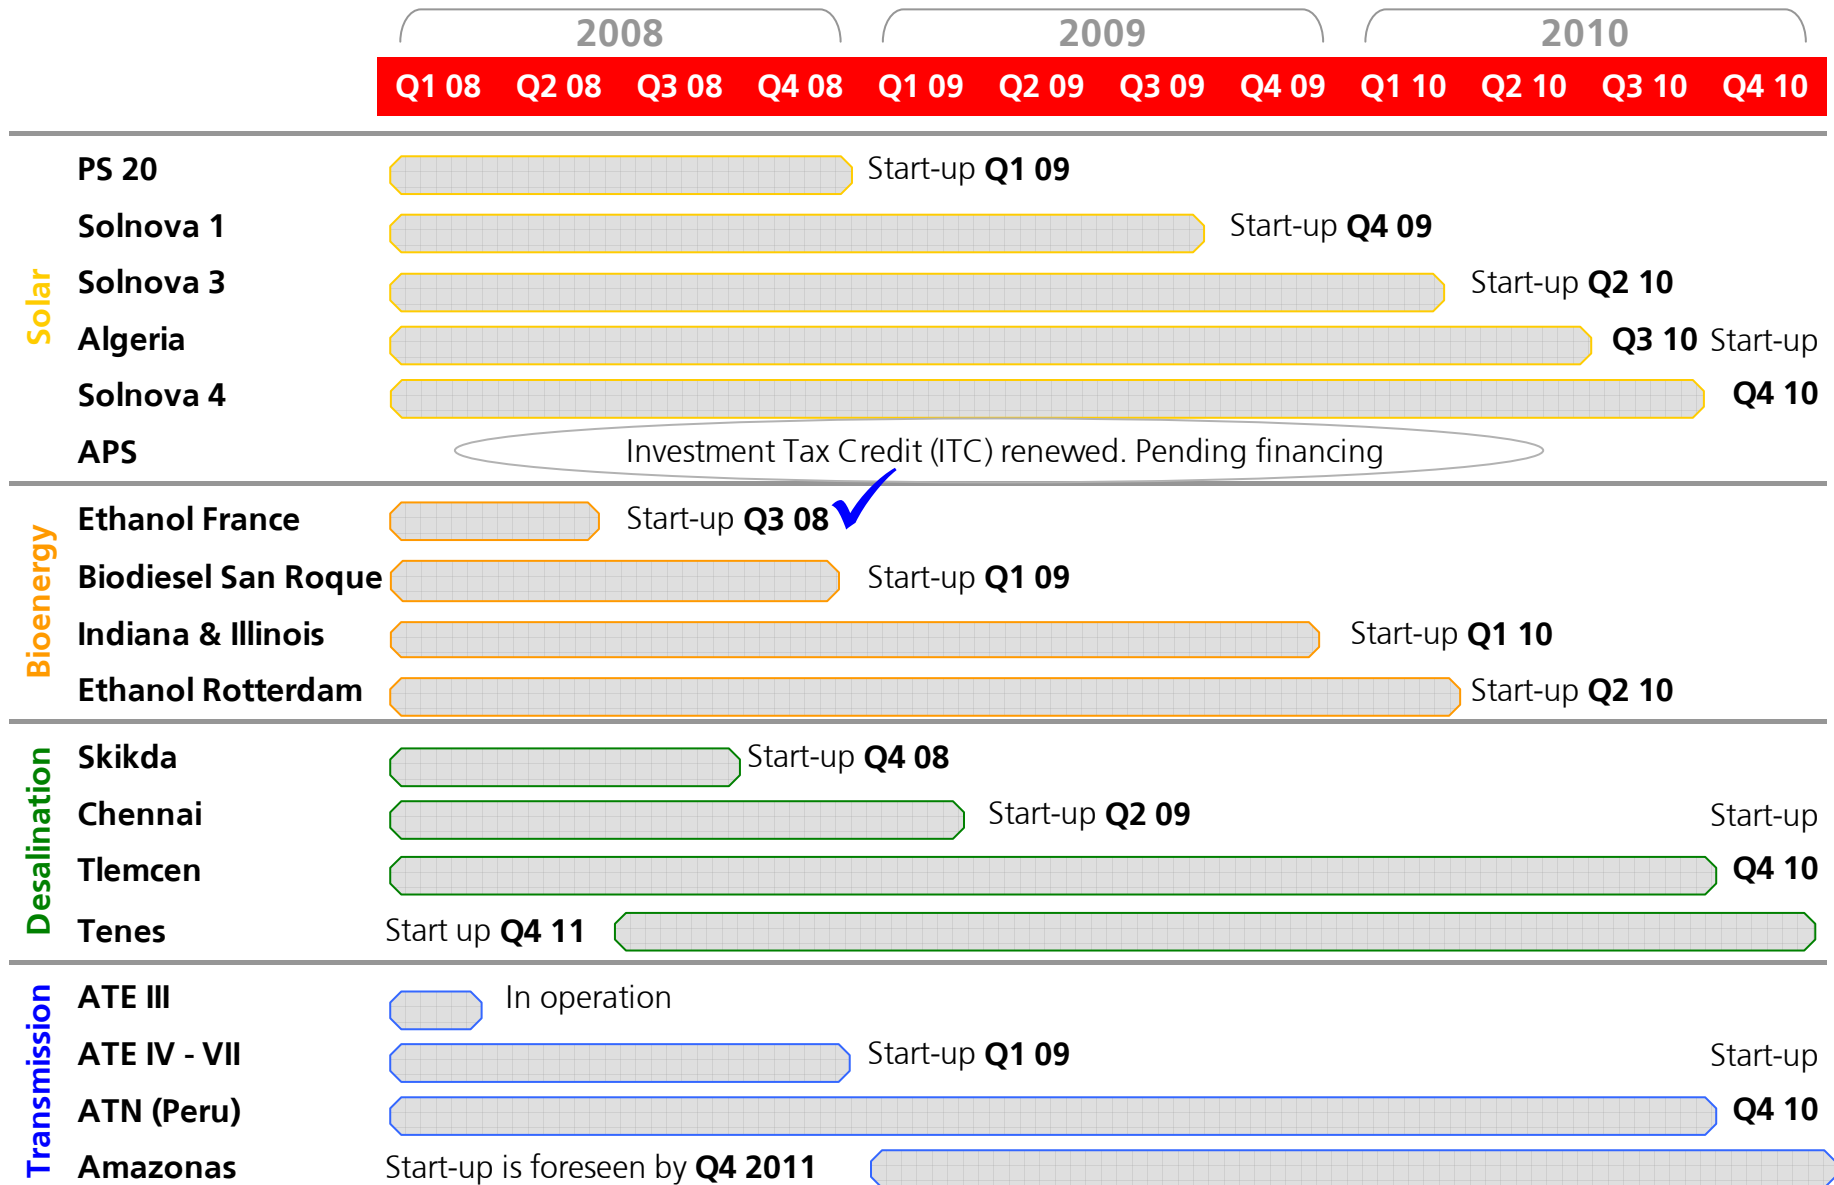 2008 2009 2010
Q1 08 Q2 08 Q3 08 Q4 08 Q1 09 Q2 09 Q3 09 Q4 09 Q1 10 Q2 10 Q3 10 Q4 10
Solar
PS 20 Start-up Q1 09
Solnova 1 Start-up Q4 09
Solnova 3 Start-up Q2 10
Algeria Q3 10 Start-up
Solnova 4 Q4 10
APS Investment Tax Credit (ITC) renewed. Pending financing
Bioenergy
Ethanol France Start-up Q3 08
Biodiesel San Roque Start-up Q1 09
Indiana & Illinois Start-up Q1 10
Ethanol Rotterdam Start-up Q2 10
Desalination
Skikda Start-up Q4 08
Chennai Start-up Q2 09 Start-up
Tlemcen Q4 10
Tenes Start up Q4 11
Transmission
ATE III In operation
ATE IV - VII Start-up Q1 09 Start-up
ATN (Peru) Q4 10
Amazonas Start-up is foreseen by Q4 2011